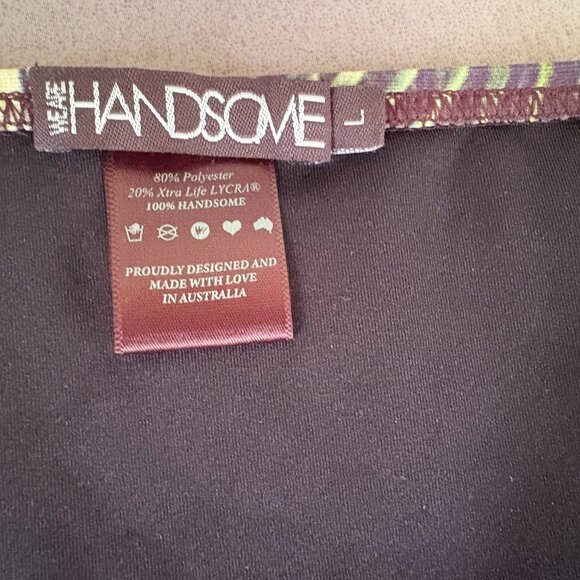 WE ARE
HANDSOME
L
80% Polyester
20% Xtra Life LYCRA®
100% HANDSOME
PROUDLY DESIGNED AND
MADE WITH LOVE
IN AUSTRALIA